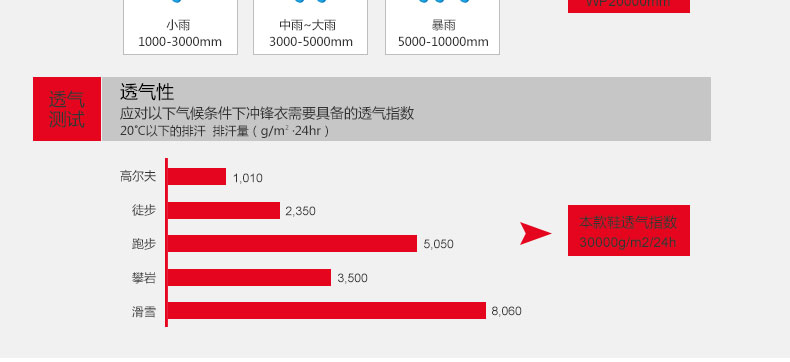 WP20000mm
小雨
中雨~大雨
暴雨
1000-3000mm
3000-5000mm
5000-10000mm
透气
测试
透气性
应对以下气候条件下冲锋衣需要具备的透气指数
20℃以下的排汗 排汗量（g/m²·24hr）
高尔夫 1,010
徒步 2,350
跑步 5,050
攀岩 3,500
滑雪 8,060
本款鞋透气指数
30000g/m2/24h